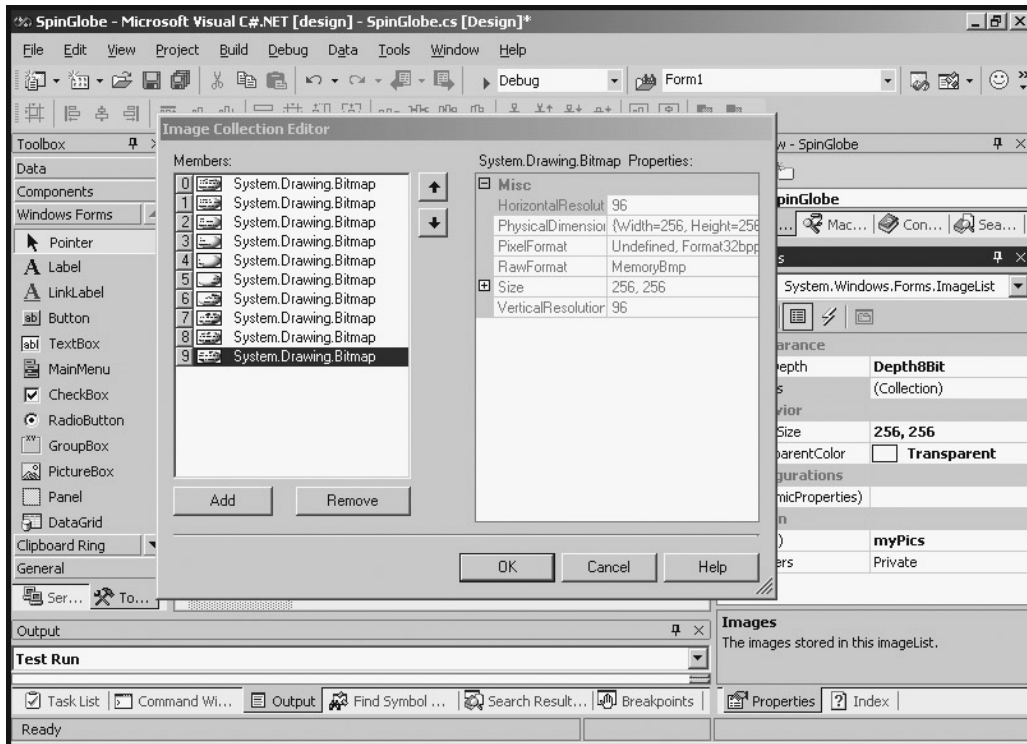 SpinGlobe - Microsoft Visual C#.NET [design] - SpinGlobe.cs [Design]*
File Edit View Project Build Debug Data Tools Window Help
Debug Form1
Toolbox
Data
Components
Windows Forms
Pointer
A Label
A LinkLabel
ab Button
abl TextBox
MainMenu
CheckBox
RadioButton
XV GroupBox
PictureBox
Panel
DataGrid
Clipboard Ring
General
Ser... To...
Image Collection Editor
Members:
0 System.Drawing.Bitmap
1 System.Drawing.Bitmap
2 System.Drawing.Bitmap
3 System.Drawing.Bitmap
4 System.Drawing.Bitmap
5 System.Drawing.Bitmap
6 System.Drawing.Bitmap
7 System.Drawing.Bitmap
8 System.Drawing.Bitmap
9 System.Drawing.Bitmap
Add Remove
System.Drawing.Bitmap Properties:
Misc
HorizontalResolut 96
PhysicalDimension {Width=256, Height=256
PixelFormat Undefined, Format32bpp
RawFormat MemoryBmp
Size 256, 256
VerticalResolution 96
OK Cancel Help
w - SpinGlobe
pinGlobe
... Mac... Con... Sea...
s
System.Windows.Forms.ImageList
arance
epth Depth8Bit
s (Collection)
vior
Size 256, 256
parentColor Transparent
gurations
micProperties)
n
) myPics
ers Private
Images
The images stored in this imageList.
Output
Test Run
Task List Command Wi... Output Find Symbol ... Search Result... Breakpoints
Properties Index
Ready